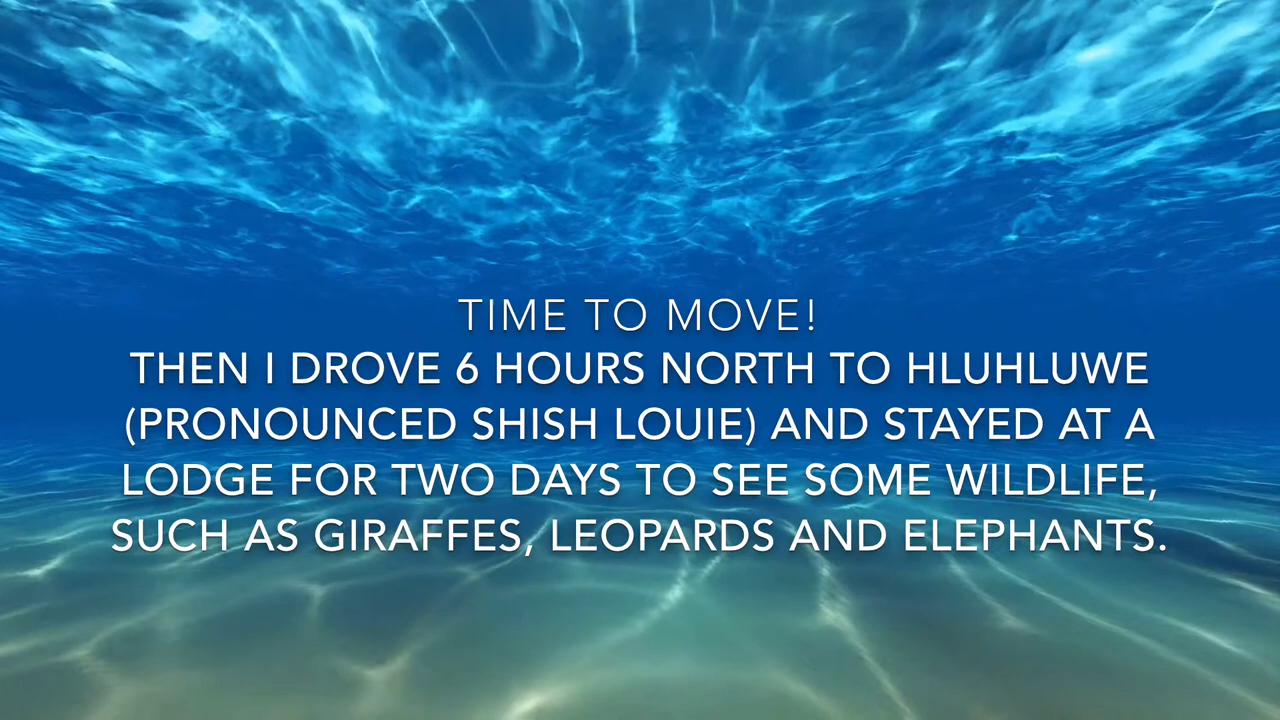 TIME TO MOVE!
THEN I DROVE 6 HOURS NORTH TO HLUHLUWE
(PRONOUNCED SHISH LOUIE) AND STAYED AT A
LODGE FOR TWO DAYS TO SEE SOME WILDLIFE,
SUCH AS GIRAFFES, LEOPARDS AND ELEPHANTS.